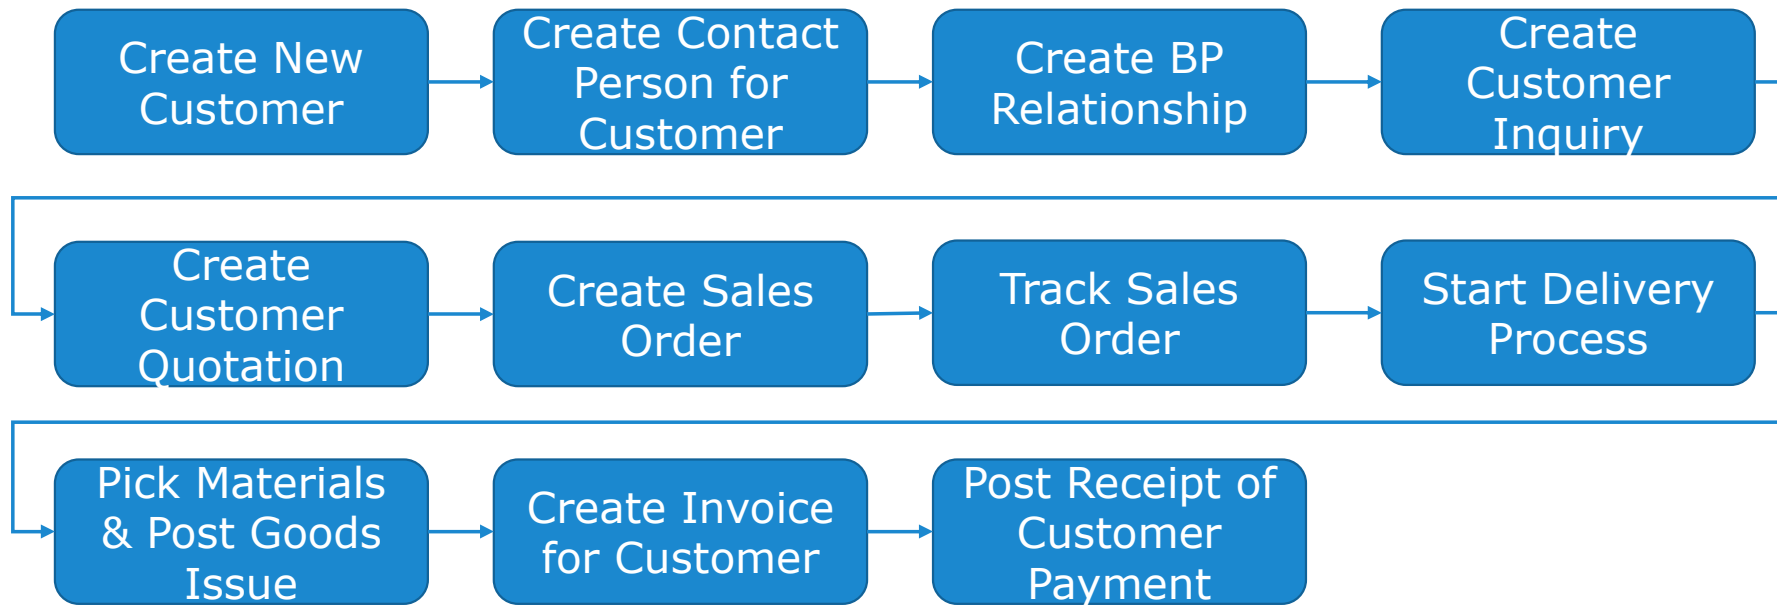 Create New
Customer
Create Contact
Person for
Customer
Create BP
Relationship
Create
Customer
Inquiry
Create
Customer
Quotation
Create Sales
Order
Track Sales
Order
Start Delivery
Process
Pick Materials
& Post Goods
Issue
Create Invoice
for Customer
Post Receipt of
Customer
Payment